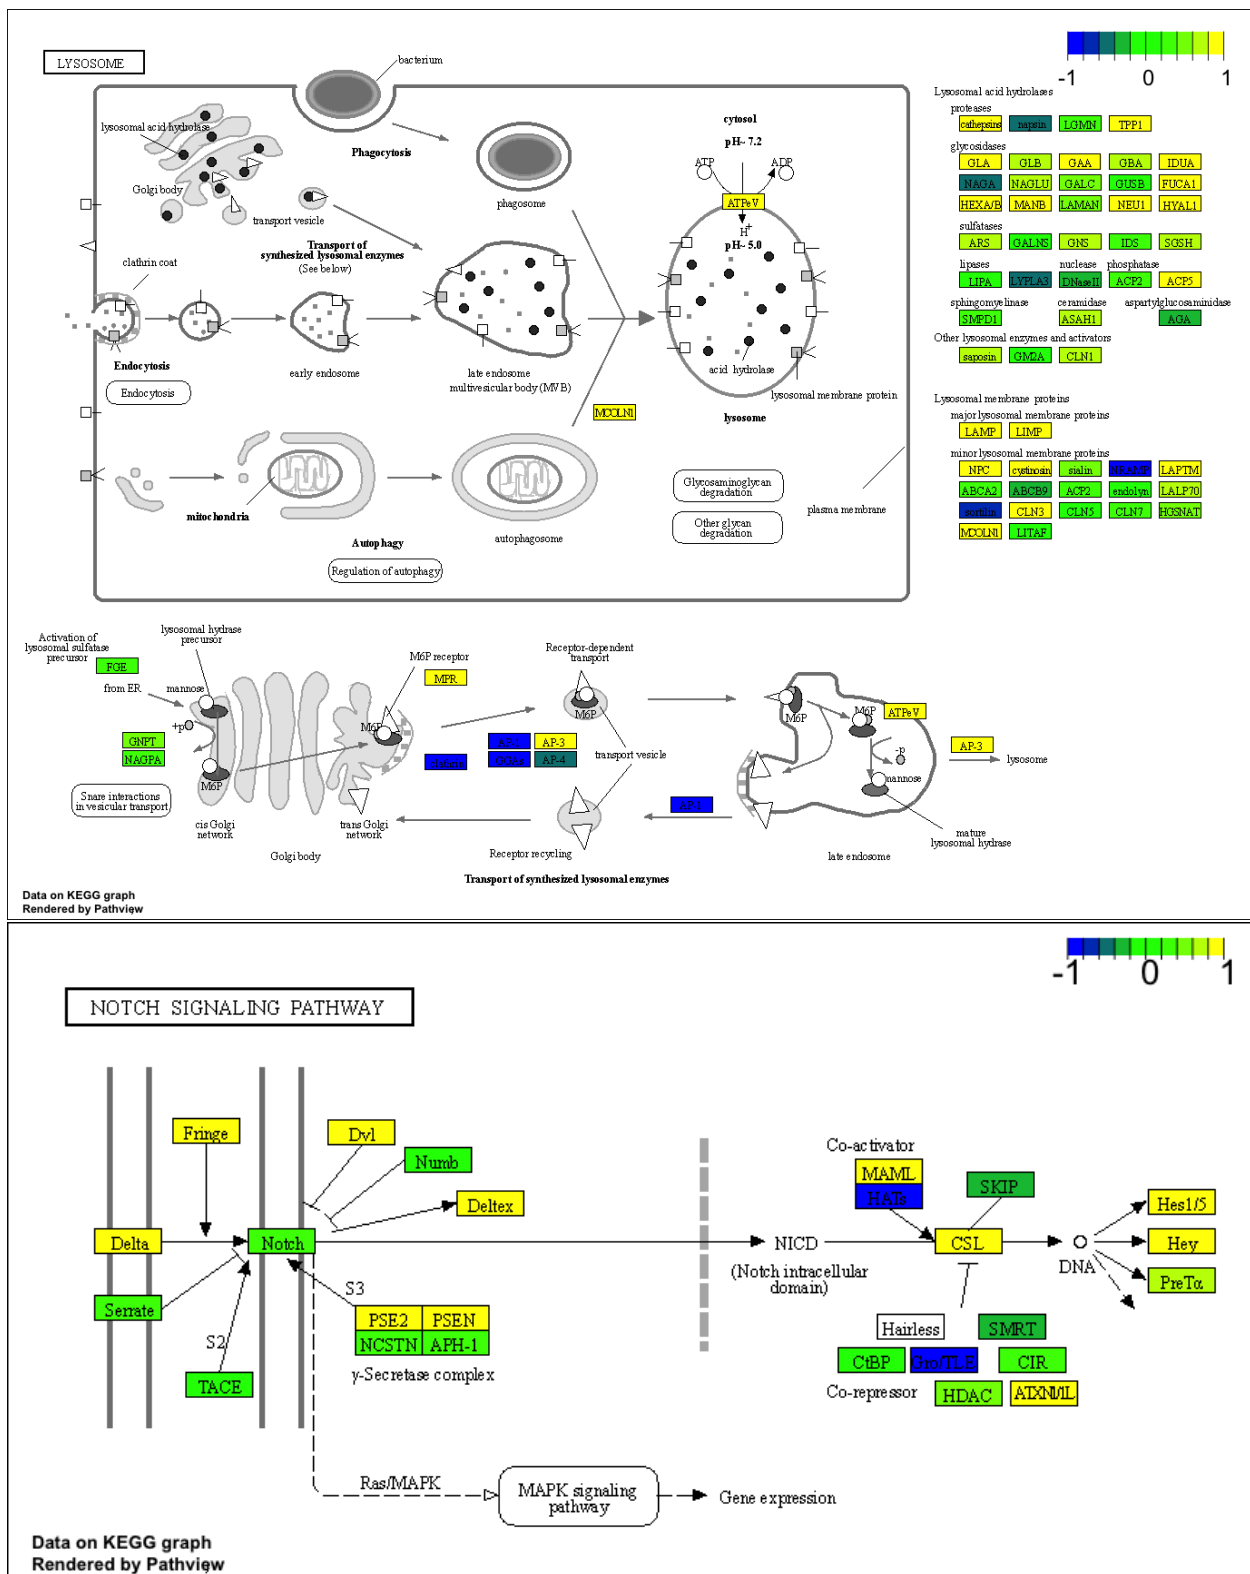 LYSOSOME
-1 0 1
bacterium
lysosomal acid hydrolase
Phagocytosis
Golgi body
transport vesicle
phagosome
Transport of
synthesized lysosomal enzymes
(See below)
clathrin coat
cytosol
pH~ 7.2
ATP ADP
ATPeV
H+
pH~ 5.0
Endocytosis
Endocytosis
early endosome
late endosome
multivesicular body (MVB)
acid hydrolase
lysosomal membrane protein
lysosome
MCOLN1
mitochondria
Autophagy
Regulation of autophagy
autophagosome
Glycosaminoglycan
degradation
Other glycan
degradation
plasma membrane
Lysosomal acid hydrolases
proteases
cathepsins napsin LGMN TPP1
glycosidases
GLA GLB GAA GBA IDUA
NAGA NAGLU GALC GUSB FUCA1
HEXA/B MANB LAMAN NEU1 HYAL1
sulfatases
ARS GALNS GNS IDS SGSH
lipases nuclease phosphatase
LIPA LYPLA3 DNaseII ACP2 ACP5
sphingomyelinase ceramidase aspartylglucosaminidase
SMPD1 ASAH1 AGA
Other lysosomal enzymes and activators
saposin GM2A CLN1
Lysosomal membrane proteins
major lysosomal membrane proteins
LAMP LIMP
minor lysosomal membrane proteins
NPC cystinosin sialin NRAMP LAPTM
ABCA2 ABCB9 ACP2 endolyn LALP70
sortilin CLN3 CLN5 CLN7 HGSNAT
MCOLN1 LITAF
Activation of
lysosomal sulfatase
precursor
FGE
lysosomal hydrase
precursor
from ER
mannose
+p
GNPT
NAGPA
M6P
Snare interactions
in vesicular transport
cis Golgi
network
trans Golgi
network
Golgi body
M6P receptor
MPR
M6P
clathrin
AP-1 AP-3
GGAs AP-4
Receptor-dependent
transport
M6P
transport vesicle
Receptor recycling
AP-1
M6P
M6P
ATPeV
-p
mannose
AP-3
lysosome
mature
lysosomal hydrase
late endosome
Transport of synthesized lysosomal enzymes
Data on KEGG graph
Rendered by Pathview
-1 0 1
NOTCH SIGNALING PATHWAY
Fringe
Dvl
Numb
Deltex
Delta
Notch
Serrate
S2
S3
TACE
PSE2 PSEN
NCSTN APH-1
γ-Secretase complex
NICD
(Notch intracellular
domain)
Co-activator
MAML
HATs
SKIP
CSL
DNA
Hes1/5
Hey
PreTα
Hairless SMRT
CtBP Gro/TLE CIR
Co-repressor
HDAC ATXN1/1L
Ras/MAPK
MAPK signaling
pathway
Gene expression
Data on KEGG graph
Rendered by Pathview